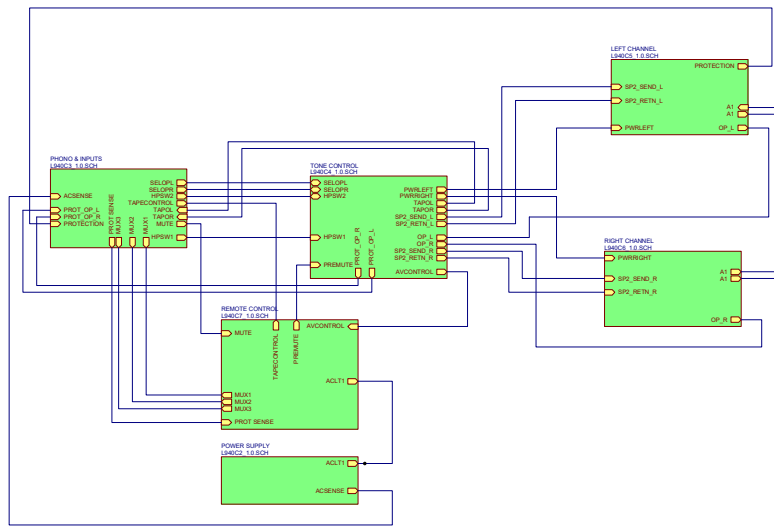 LEFT CHANNEL
L940C5_1.0.SCH
PROTECTION
SP2_SEND_L
SP2_RETN_L
A1
A1
PWRLEFT
OP_L
PHONO & INPUTS
L940C3_1.0.SCH
SELOPL
SELOPR
HPSW2
TAPECONTROL
TAPOL
TAPOR
MUTE
HPSW1
ACSENSE
PROT_OP_L
PROT_OP_R
PROTECTION
PROT SENSE
MUX3
MUX2
MUX1
TONE CONTROL
L940C4_1.0.SCH
SELOPL
SELOPR
HPSW2
HPSW1
PREMUTE
PROT_OP_R
PROT_OP_L
PWRLEFT
PWRRIGHT
TAPOL
TAPOR
SP2_SEND_L
SP2_RETN_L
OP_L
OP_R
SP2_SEND_R
SP2_RETN_R
AVCONTROL
RIGHT CHANNEL
L940C6_1.0.SCH
PWRRIGHT
SP2_SEND_R
SP2_RETN_R
A1
A1
OP_R
REMOTE CONTROL
L940C7_1.0.SCH
MUTE
TAPECONTROL
PREMUTE
AVCONTROL
ACLT1
MUX1
MUX2
MUX3
PROT SENSE
POWER SUPPLY
L940C2_1.0.SCH
ACLT1
ACSENSE